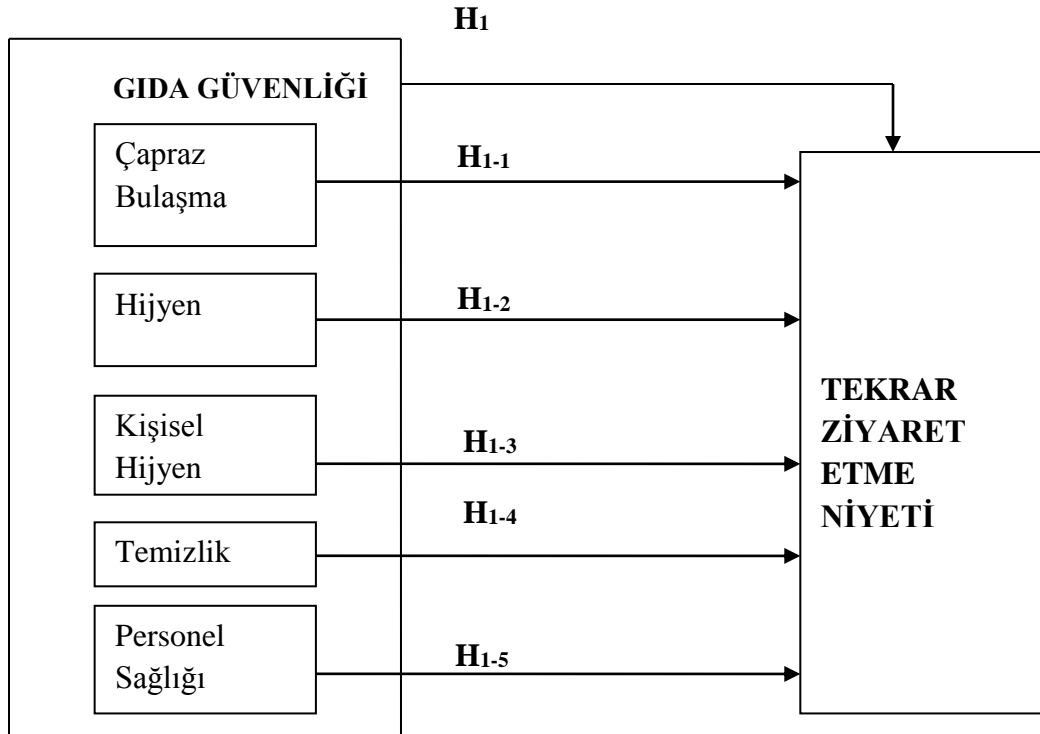 H1
GIDA GÜVENLİĞİ
Çapraz
Bulaşma
H1-1
Hijyen
H1-2
Kişisel
Hijyen
H1-3
H1-4
Temizlik
Personel
Sağlığı
H1-5
TEKRAR
ZİYARET
ETME
NİYETİ